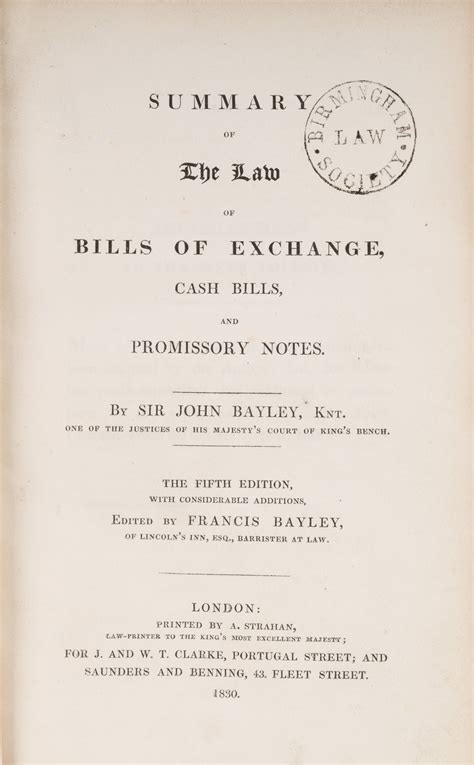 SUMMARY
OF
The Law
OF
BILLS OF EXCHANGE,
CASH BILLS,
AND
PROMISSORY NOTES.
BY SIR JOHN BAYLEY, KNT.
ONE OF THE JUSTICES OF HIS MAJESTY'S COURT OF KING'S BENCH.
THE FIFTH EDITION,
WITH CONSIDERABLE ADDITIONS,
EDITED BY FRANCIS BAYLEY,
OF LINCOLN'S INN, ESQ., BARRISTER AT LAW.
LONDON:
PRINTED BY A. STRAHAN,
LAW-PRINTER TO THE KING'S MOST EXCELLENT MAJESTY;
FOR J. AND W. T. CLARKE, PORTUGAL STREET; AND
SAUNDERS AND BENNING, 43. FLEET STREET.
1830.
BIRMINGHAM
LAW
· SOCIETY ·